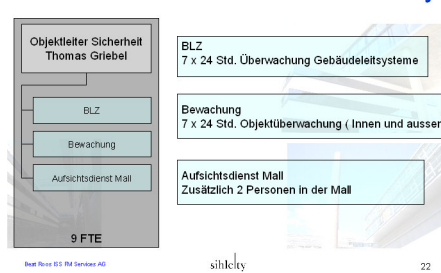 Objektleiter Sicherheit
Thomas Griebel
BLZ
Bewachung
Aufsichtsdienst Mall
9 FTE
BLZ
7 x 24 Std. Überwachung Gebäudeleitsysteme
Bewachung
7 x 24 Std. Objektüberwachung ( Innen und ausser
Aufsichtsdienst Mall
Zusätzlich 2 Personen in der Mall
Beat Roos ISS FM Services AG
sihlcity
22